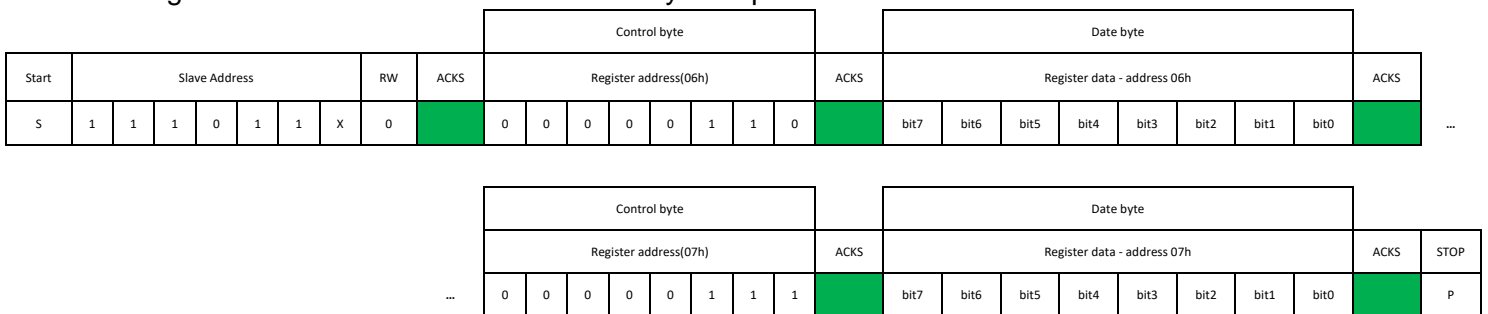 Control byte Date byte
Start Slave Address RW ACKS Register address(06h) ACKS Register data - address 06h ACKS
S 1 1 1 0 1 1 X 0 0 0 0 0 0 1 1 0 bit7 bit6 bit5 bit4 bit3 bit2 bit1 bit0 ...
Control byte Date byte
Register address(07h) ACKS Register data - address 07h ACKS STOP
... 0 0 0 0 0 1 1 1 bit7 bit6 bit5 bit4 bit3 bit2 bit1 bit0 P